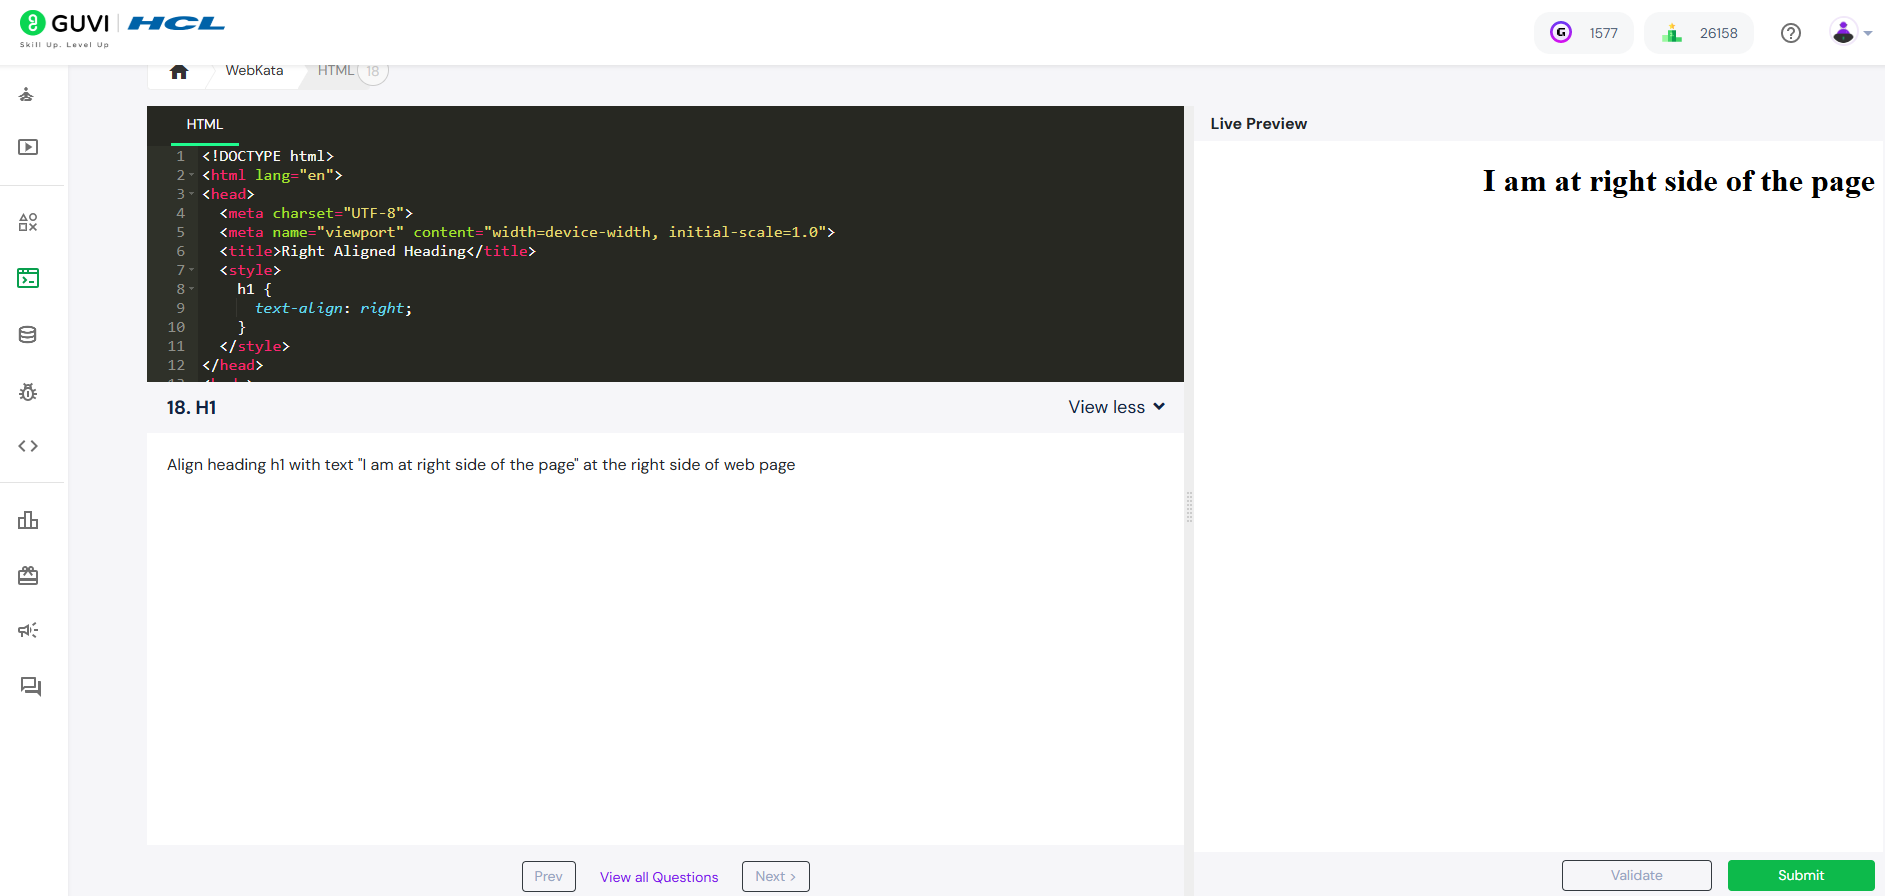 GUVI | HCL
Skill Up. Level Up
1577
26158
WebKata
HTML 18
HTML
1 <!DOCTYPE html>
2 <html lang="en">
3 <head>
4 <meta charset="UTF-8">
5 <meta name="viewport" content="width=device-width, initial-scale=1.0">
6 <title>Right Aligned Heading</title>
7 <style>
8 h1 {
9 text-align: right;
10 }
11 </style>
12 </head>
18. H1
View less
Align heading h1 with text "I am at right side of the page" at the right side of web page
Prev
View all Questions
Next >
Live Preview
I am at right side of the page
Validate
Submit